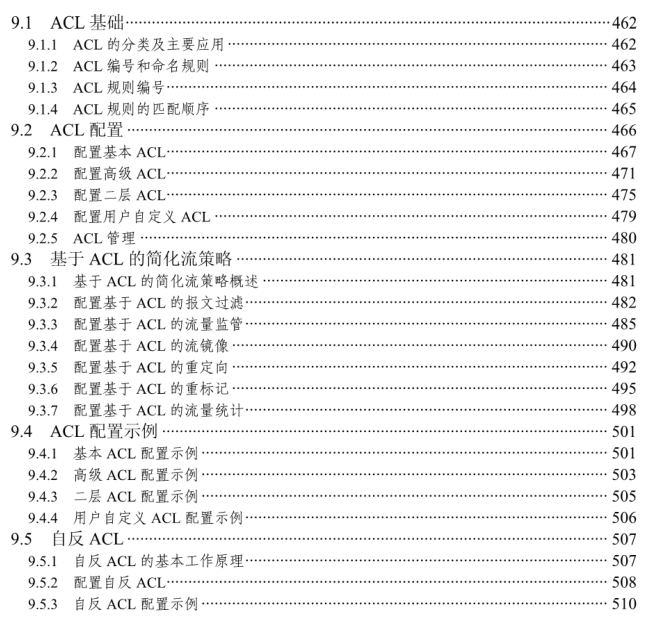 9.1 ACL 基础 462
9.1.1 ACL 的分类及主要应用 462
9.1.2 ACL 编号和命名规则 463
9.1.3 ACL 规则编号 464
9.1.4 ACL 规则的匹配顺序 465
9.2 ACL 配置 466
9.2.1 配置基本 ACL 467
9.2.2 配置高级 ACL 471
9.2.3 配置二层 ACL 475
9.2.4 配置用户自定义 ACL 479
9.2.5 ACL 管理 480
9.3 基于 ACL 的简化流策略 481
9.3.1 基于 ACL 的简化流策略概述 481
9.3.2 配置基于 ACL 的报文过滤 482
9.3.3 配置基于 ACL 的流量监管 485
9.3.4 配置基于 ACL 的流镜像 490
9.3.5 配置基于 ACL 的重定向 492
9.3.6 配置基于 ACL 的重标记 495
9.3.7 配置基于 ACL 的流量统计 498
9.4 ACL 配置示例 501
9.4.1 基本 ACL 配置示例 501
9.4.2 高级 ACL 配置示例 503
9.4.3 二层 ACL 配置示例 505
9.4.4 用户自定义 ACL 配置示例 506
9.5 自反 ACL 507
9.5.1 自反 ACL 的基本工作原理 507
9.5.2 配置自反 ACL 508
9.5.3 自反 ACL 配置示例 510